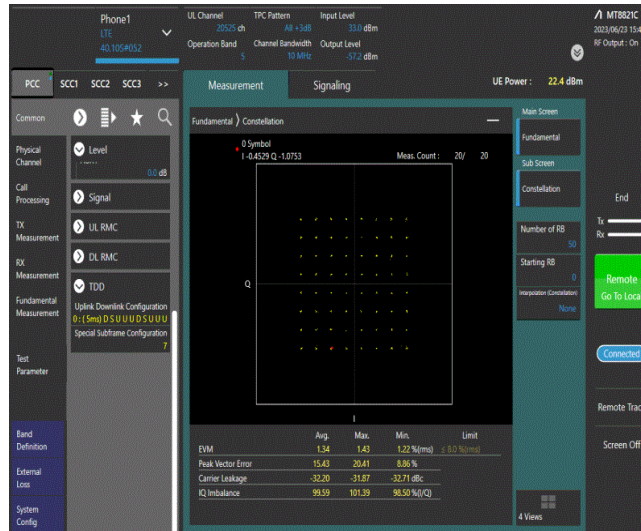 Phone1
LTE
40.105#052
UL Channel
20525 ch
TPC Pattern
Alt +3dB
Input Level
33.0 dBm
Operation Band
5
Channel Bandwidth
10 MHz
Output Level
-57.2 dBm
MT8821C
2023/06/23 15:4
RF Output : On
PCC SCC1 SCC2 SCC3 >>
Measurement
Signaling
UE Power : 22.4 dBm
Common
Physical
Channel
Call
Processing
TX
Measurement
RX
Measurement
Fundamental
Measurement
Test
Parameter
Band
Definition
External
Loss
System
Config
Level
0.0 dB
Signal
UL RMC
DL RMC
TDD
Uplink Downlink Configuration
0 : ( 5ms) D S U U U D S U U U
Special Subframe Configuration
7
Fundamental ⟩ Constellation
0 Symbol
I -0.4529 Q -1.0753
Meas. Count : 20/ 20
Q
I
Avg. Max. Min. Limit
EVM 1.34 1.43 1.22 %(rms) ≤ 8.0 %(rms)
Peak Vector Error 15.43 20.41 8.86 %
Carrier Leakage -32.20 -31.87 -32.71 dBc
IQ Imbalance 99.59 101.39 98.50 %(I/Q)
Main Screen
Fundamental
Sub Screen
Constellation
Number of RB
50
Starting RB
0
Interpolation (Constellation)
None
4 Views
End
Tx
Rx
Remote
Go To Loca
Connected
Remote Trac
Screen Off